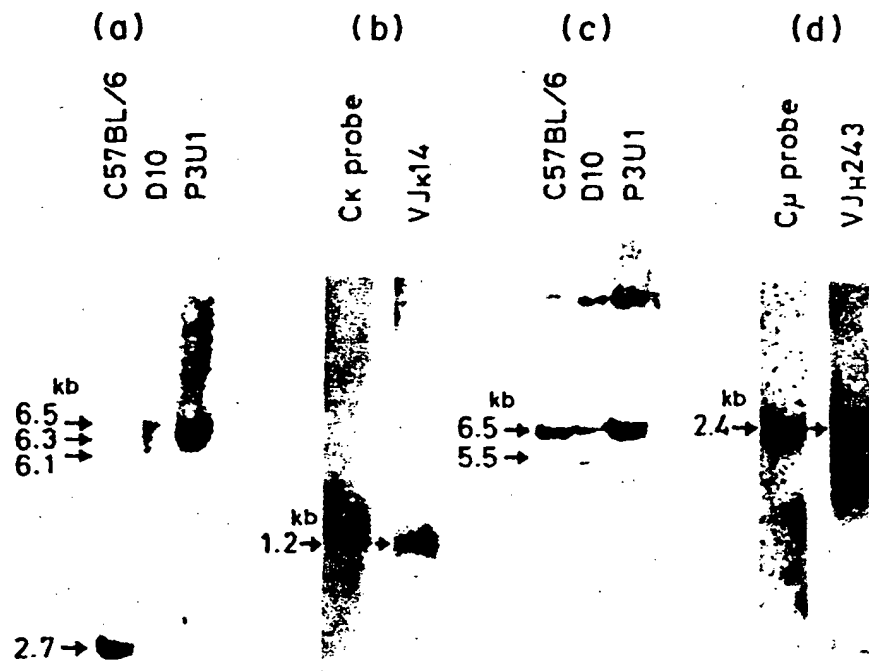 (a) (b) (c) (d)
C57BL/6
D10
P3U1
Cκ probe
VJκ14
C57BL/6
D10
P3U1
Cμ probe
VJH243
kb
6.5→
6.3→
6.1→
2.7→
kb
1.2→ →
kb
6.5→
5.5→
kb
2.4→ →